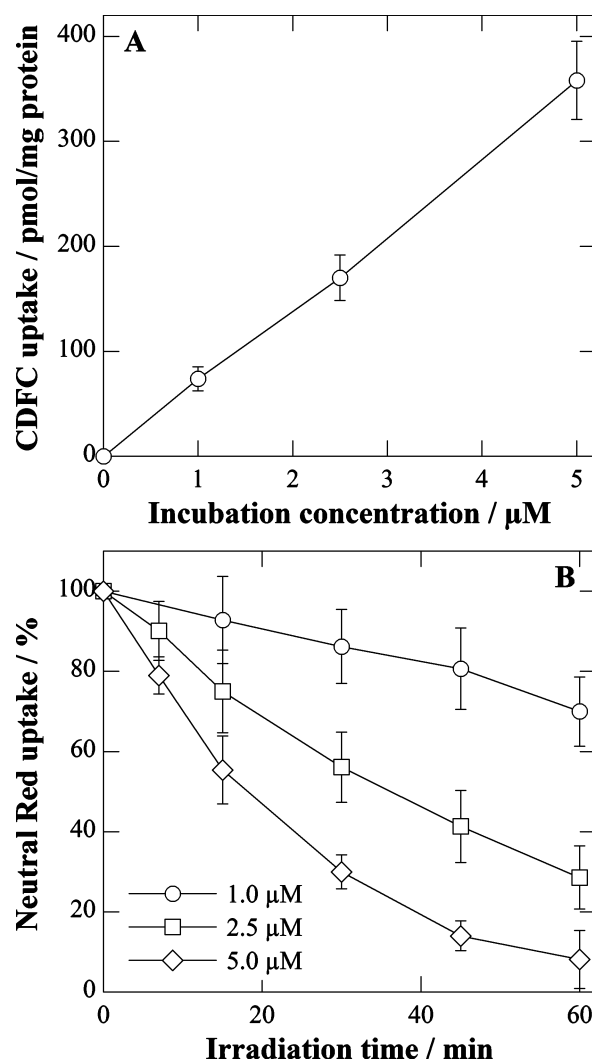 A
CDFC uptake / pmol/mg protein
400
300
200
100
0
0 1 2 3 4 5
Incubation concentration / µM
B
Neutral Red uptake / %
100
80
60
40
20
0
1.0 µM
2.5 µM
5.0 µM
0 20 40 60
Irradiation time / min